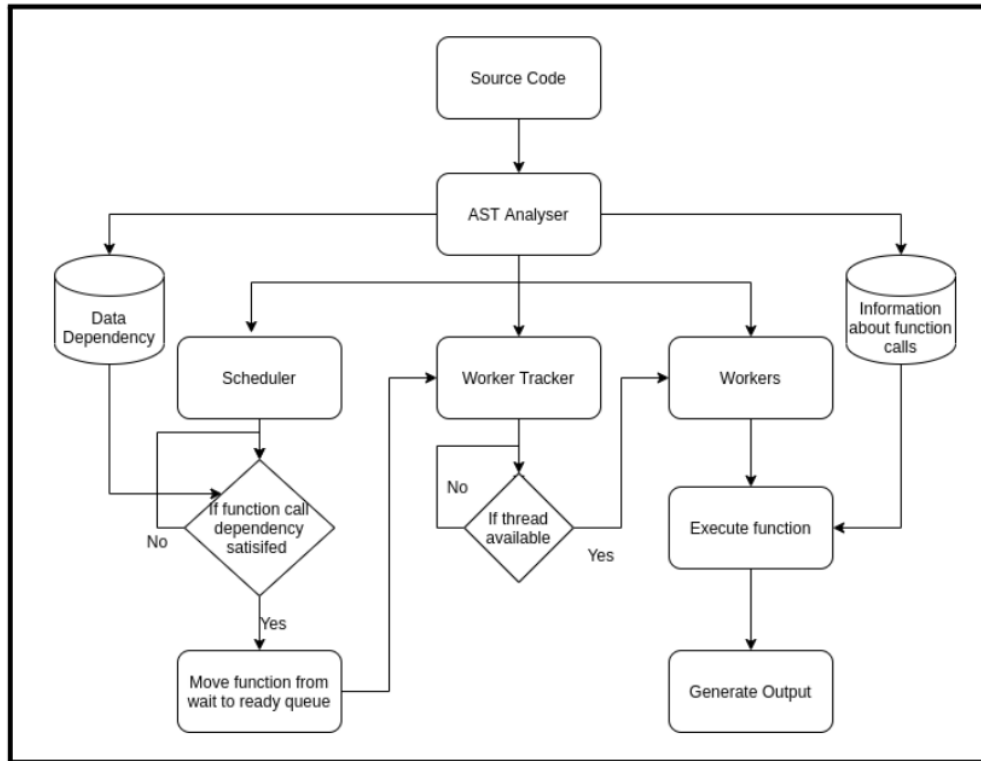 Source Code
AST Analyser
Data
Dependency
Information
about function
calls
Scheduler
Worker Tracker
Workers
If function call
dependency
satisifed
No
Yes
No
If thread
available
Yes
Execute function
Move function from
wait to ready queue
Generate Output